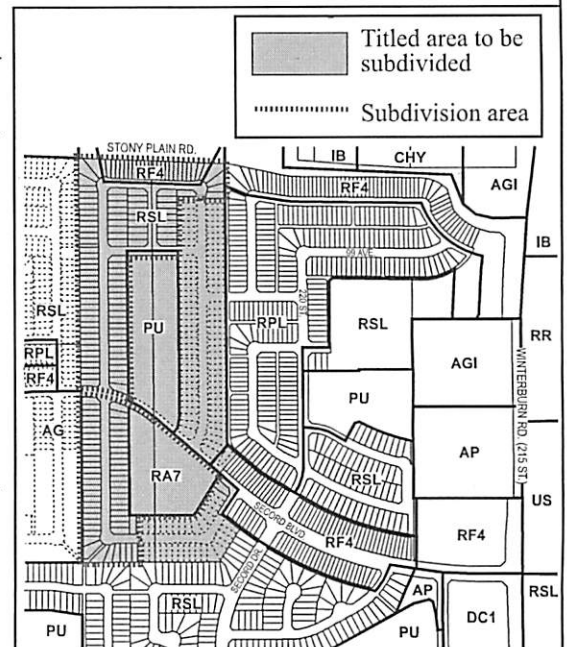 Titled area to be
subdivided
Subdivision area
STONY PLAIN RD.
IB
CHY
RF4
RF4
AGI
RSL
IB
69 AVE
220 ST.
RSL
PU
RPL
RSL
RR
RPL
RF4
AGI
WINTERBURN RD. (215 ST.)
PU
AG
AP
RA7
RSL
US
SECORD BLVD
RF4
RF4
SECORD DR.
RSL
AP
RSL
PU
PU
DC1